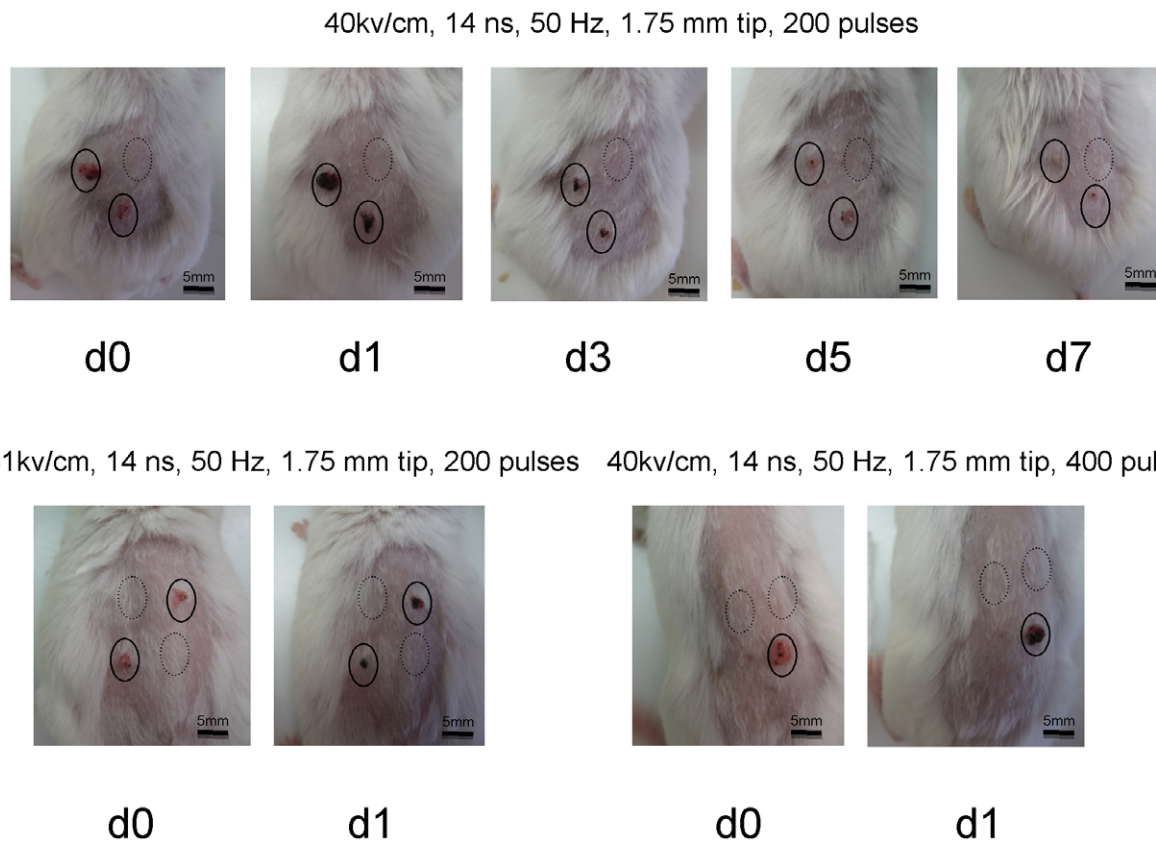 40kv/cm, 14 ns, 50 Hz, 1.75 mm tip, 200 pulses
5mm 5mm 5mm 5mm 5mm
d0 d1 d3 d5 d7
1kv/cm, 14 ns, 50 Hz, 1.75 mm tip, 200 pulses 40kv/cm, 14 ns, 50 Hz, 1.75 mm tip, 400 pul
5mm 5mm 5mm 5mm
d0 d1 d0 d1